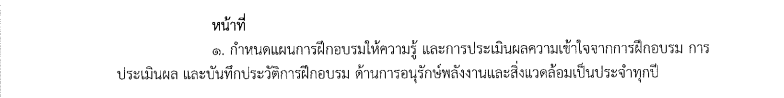 หน้าที่
๑. กำหนดแผนการฝึกอบรมให้ความรู้ และการประเมินผลความเข้าใจจากการฝึกอบรม การ
ประเมินผล และบันทึกประวัติการฝึกอบรม ด้านการอนุรักษ์พลังงานและสิ่งแวดล้อมเป็นประจำทุกปี